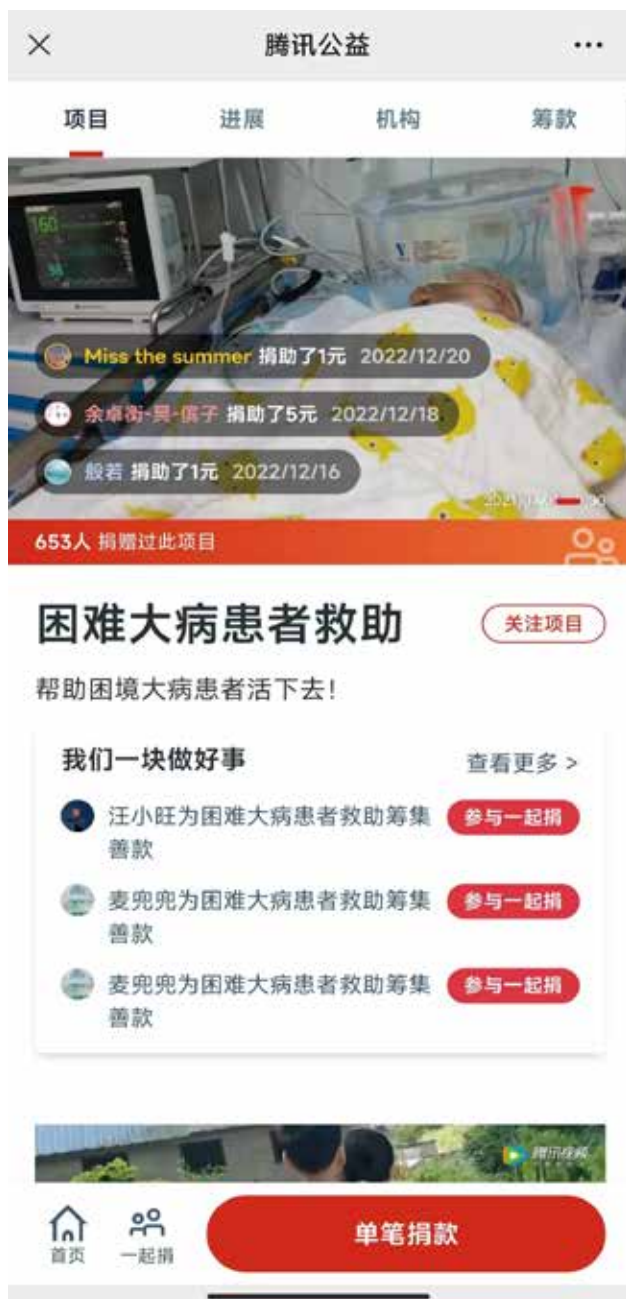 腾讯公益
项目 进展 机构 筹款
160
98
Miss the summer 捐助了1元 2022/12/20
余卓衡-昊-傧子 捐助了5元 2022/12/18
般若 捐助了1元 2022/12/16
653人 捐赠过此项目
困难大病患者救助
关注项目
帮助困境大病患者活下去！
我们一块做好事 查看更多 >
汪小旺为困难大病患者救助筹集 参与一起捐
善款
麦兜兜为困难大病患者救助筹集 参与一起捐
善款
麦兜兜为困难大病患者救助筹集 参与一起捐
善款
腾讯视频
首页 一起捐 单笔捐款